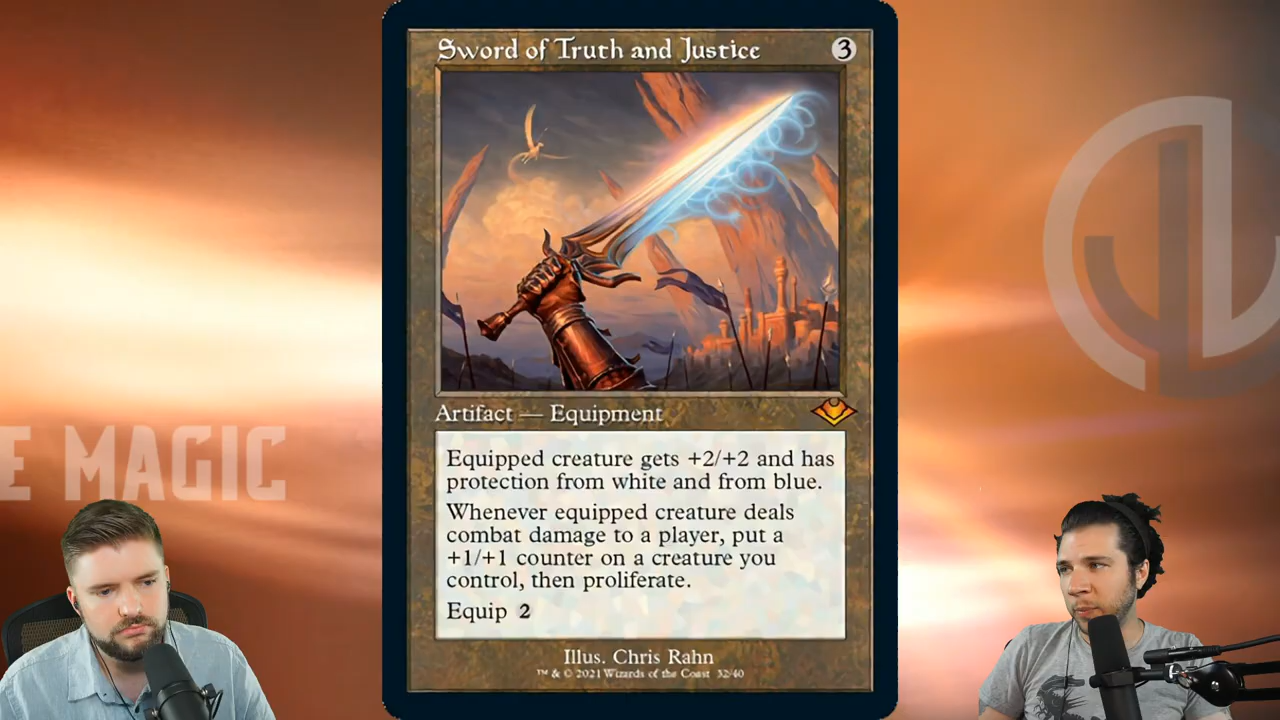 Sword of Truth and Justice 3
Artifact — Equipment
Equipped creature gets +2/+2 and has
protection from white and from blue.
Whenever equipped creature deals
combat damage to a player, put a
+1/+1 counter on a creature you
control, then proliferate.
Equip 2
Illus. Chris Rahn
™ & © 2021 Wizards of the Coast 32/40
E MAGIC